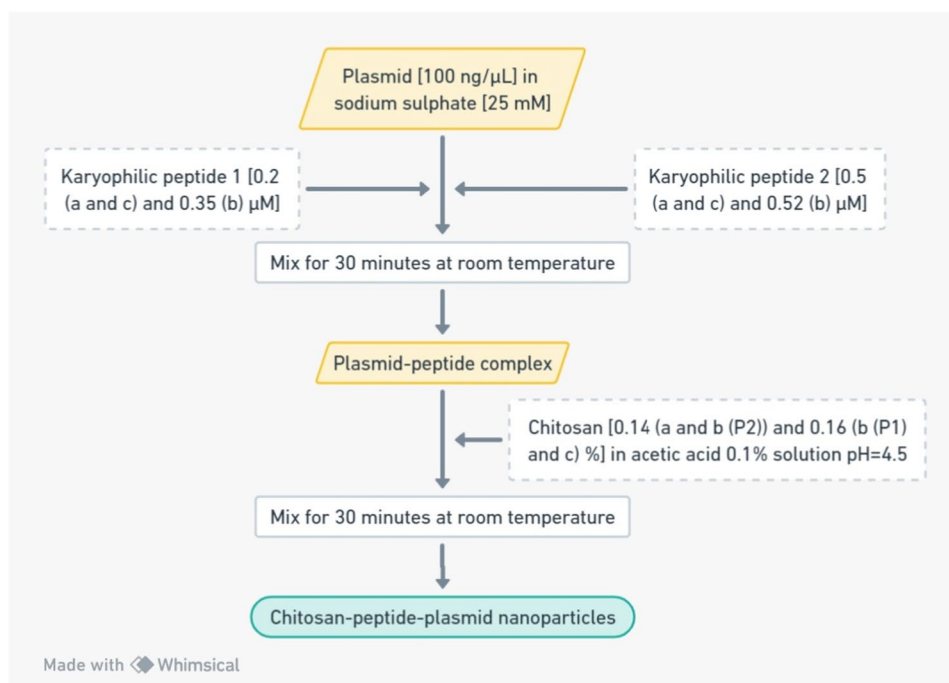 Plasmid [100 ng/μL] in
sodium sulphate [25 mM]
Karyophilic peptide 1 [0.2
(a and c) and 0.35 (b) μM]
Karyophilic peptide 2 [0.5
(a and c) and 0.52 (b) μM]
Mix for 30 minutes at room temperature
Plasmid-peptide complex
Chitosan [0.14 (a and b (P2)) and 0.16 (b (P1)
and c) %] in acetic acid 0.1% solution pH=4.5
Mix for 30 minutes at room temperature
Chitosan-peptide-plasmid nanoparticles
Made with Whimsical